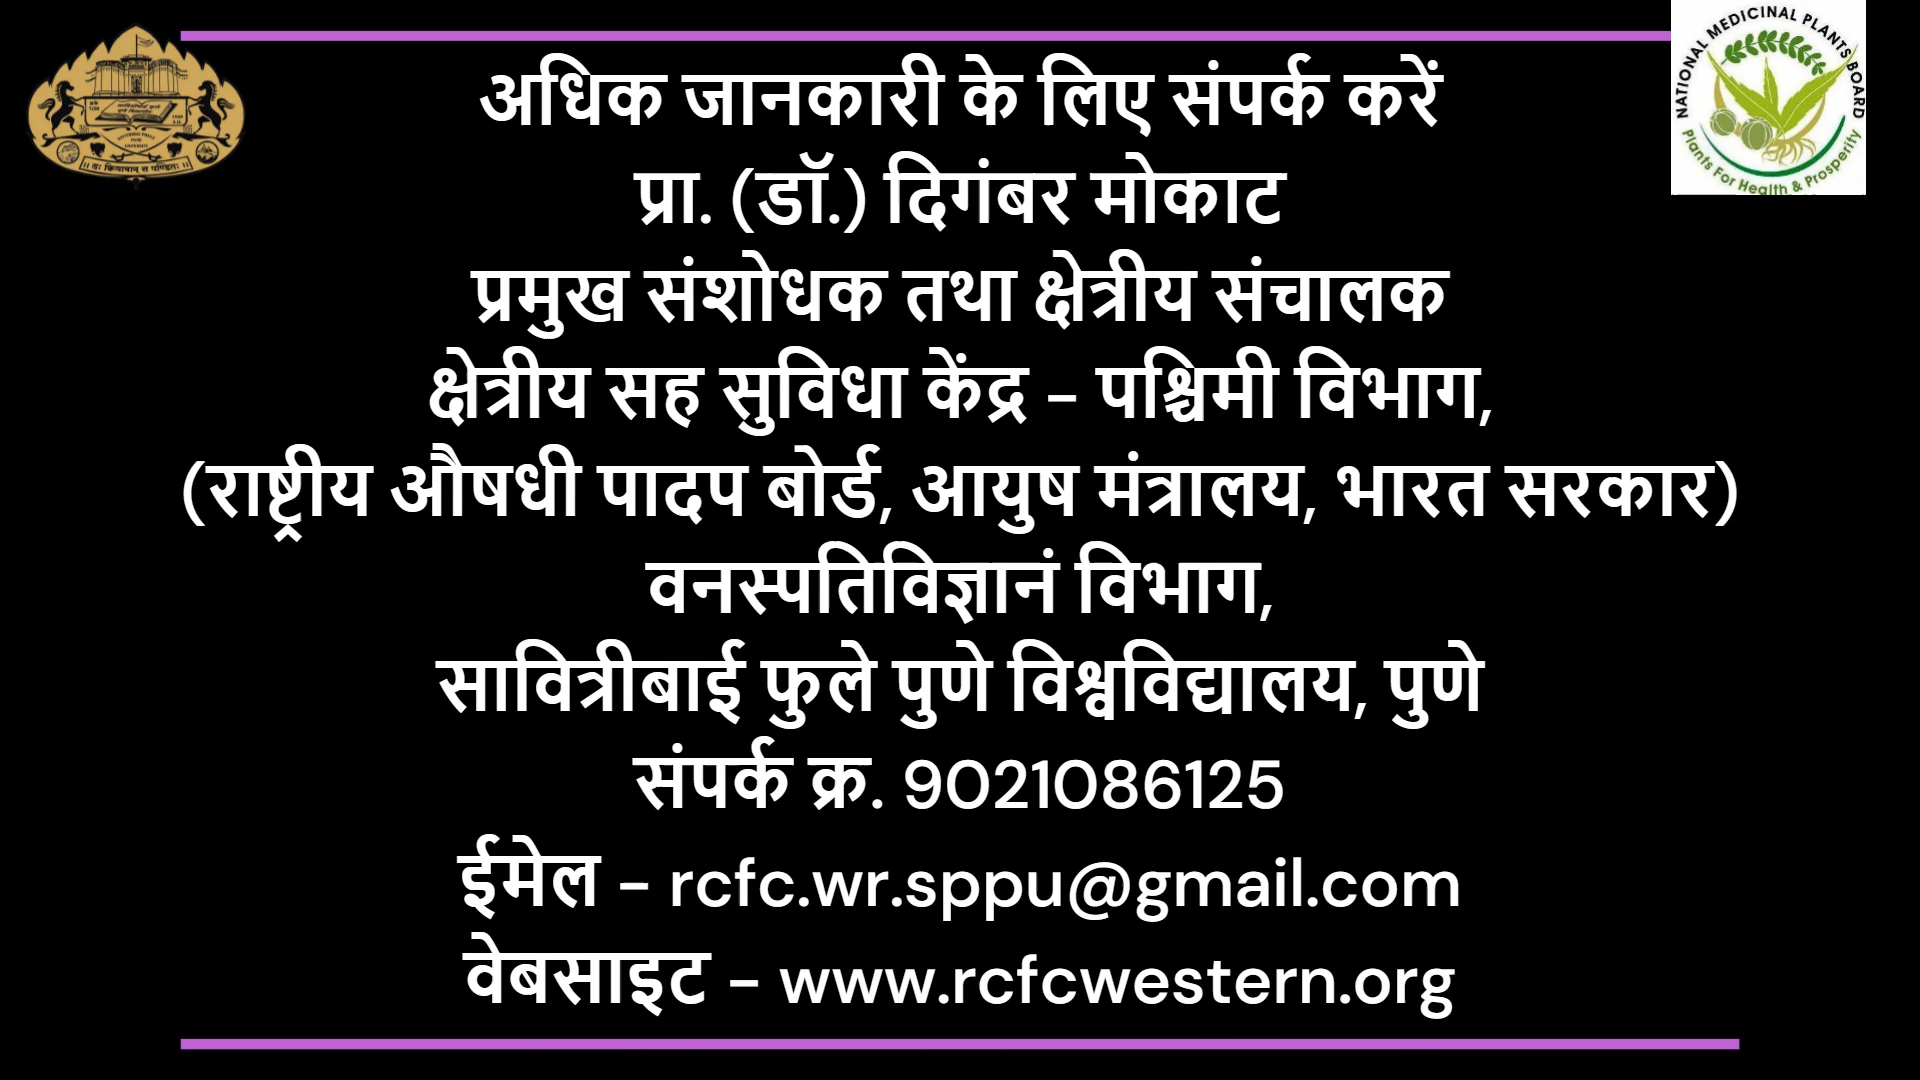 अधिक जानकारी के लिए संपर्क करें
प्रा. (डॉ.) दिगंबर मोकाट
प्रमुख संशोधक तथा क्षेत्रीय संचालक
क्षेत्रीय सह सुविधा केंद्र - पश्चिमी विभाग,
(राष्ट्रीय औषधी पादप बोर्ड, आयुष मंत्रालय, भारत सरकार)
वनस्पतिविज्ञानं विभाग,
सावित्रीबाई फुले पुणे विश्वविद्यालय, पुणे
संपर्क क्र. 9021086125
ईमेल - rcfc.wr.sppu@gmail.com
वेबसाइट - www.rcfcwestern.org
NATIONAL MEDICINAL PLANTS BOARD
Plants For Health & Prosperity